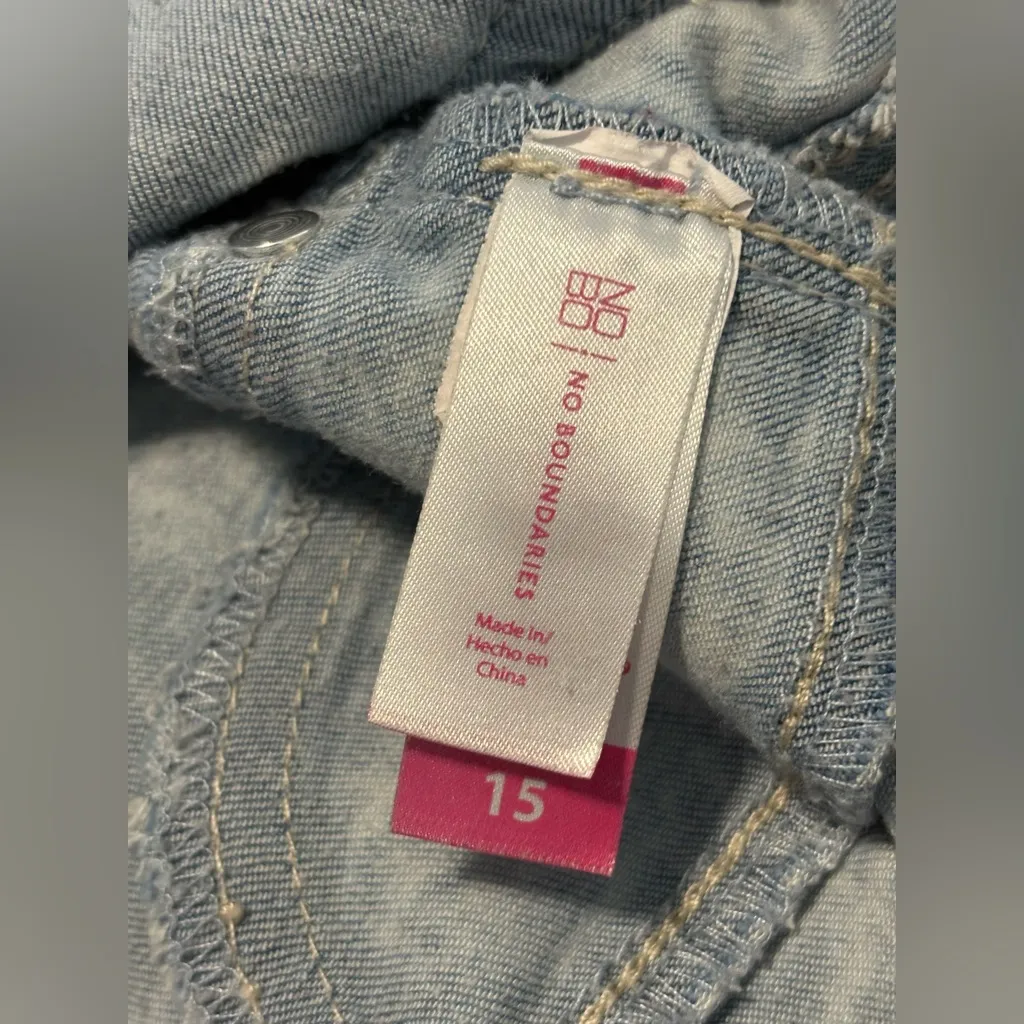 NO
BO
NO BOUNDARIES
Made in/
Hecho en
China
15